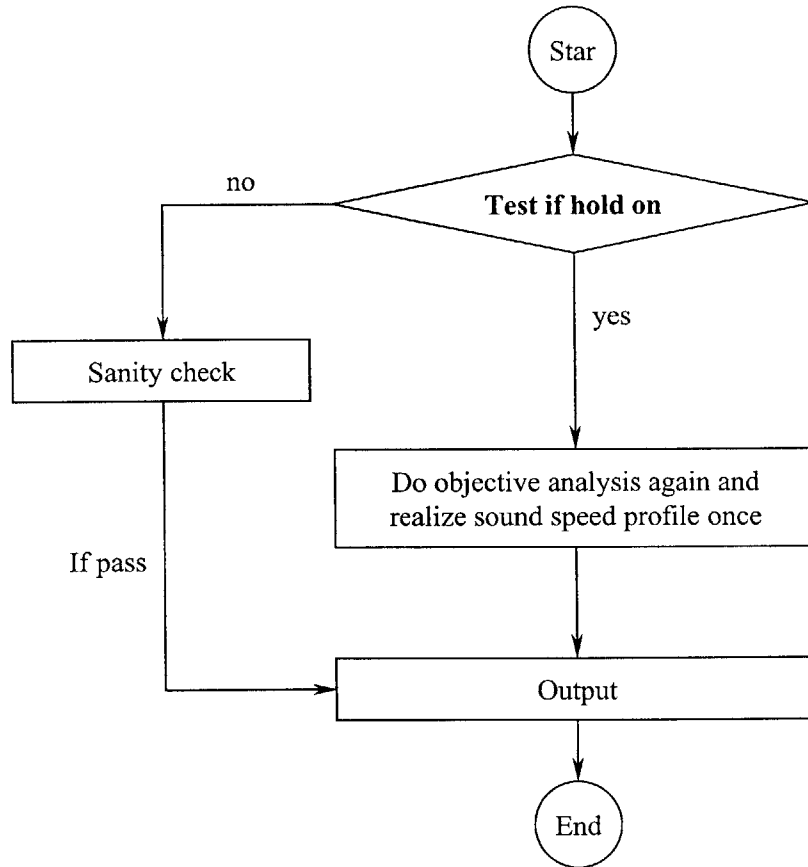 Star
no
Test if hold on
yes
Sanity check
Do objective analysis again and
realize sound speed profile once
If pass
Output
End